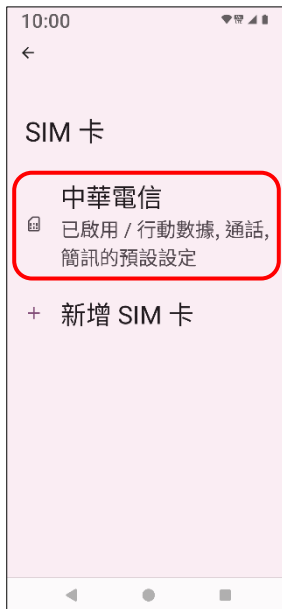 10:00
SIM 卡
中華電信
已啟用 / 行動數據, 通話,
簡訊的預設設定
+ 新增 SIM 卡